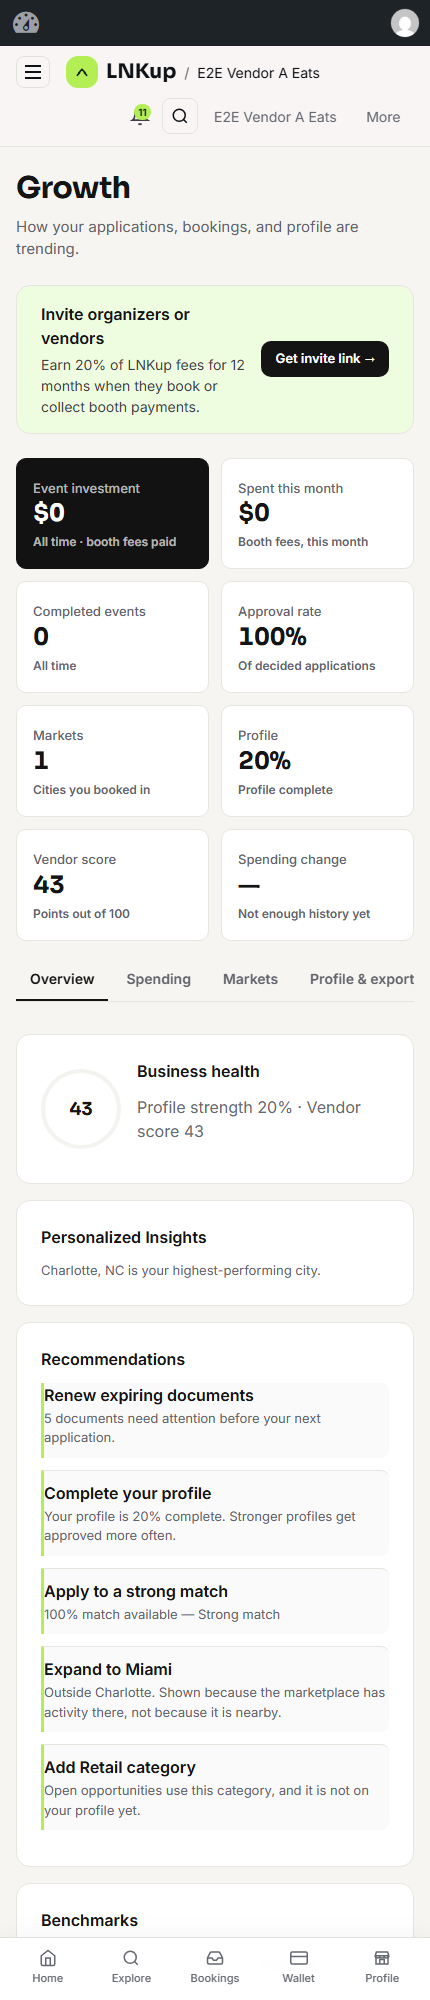 LNKup / E2E Vendor A Eats
11
E2E Vendor A Eats More
Growth
How your applications, bookings, and profile are
trending.
Invite organizers or
vendors
Earn 20% of LNKup fees for 12
months when they book or
collect booth payments.
Get invite link →
Event investment
$0
All time · booth fees paid
Spent this month
$0
Booth fees, this month
Completed events
0
All time
Approval rate
100%
Of decided applications
Markets
1
Cities you booked in
Profile
20%
Profile complete
Vendor score
43
Points out of 100
Spending change
—
Not enough history yet
Overview Spending Markets Profile & export
43
Business health
Profile strength 20% · Vendor
score 43
Personalized Insights
Charlotte, NC is your highest-performing city.
Recommendations
Renew expiring documents
5 documents need attention before your next
application.
Complete your profile
Your profile is 20% complete. Stronger profiles get
approved more often.
Apply to a strong match
100% match available — Strong match
Expand to Miami
Outside Charlotte. Shown because the marketplace has
activity there, not because it is nearby.
Add Retail category
Open opportunities use this category, and it is not on
your profile yet.
Benchmarks
Home Explore Bookings Wallet Profile